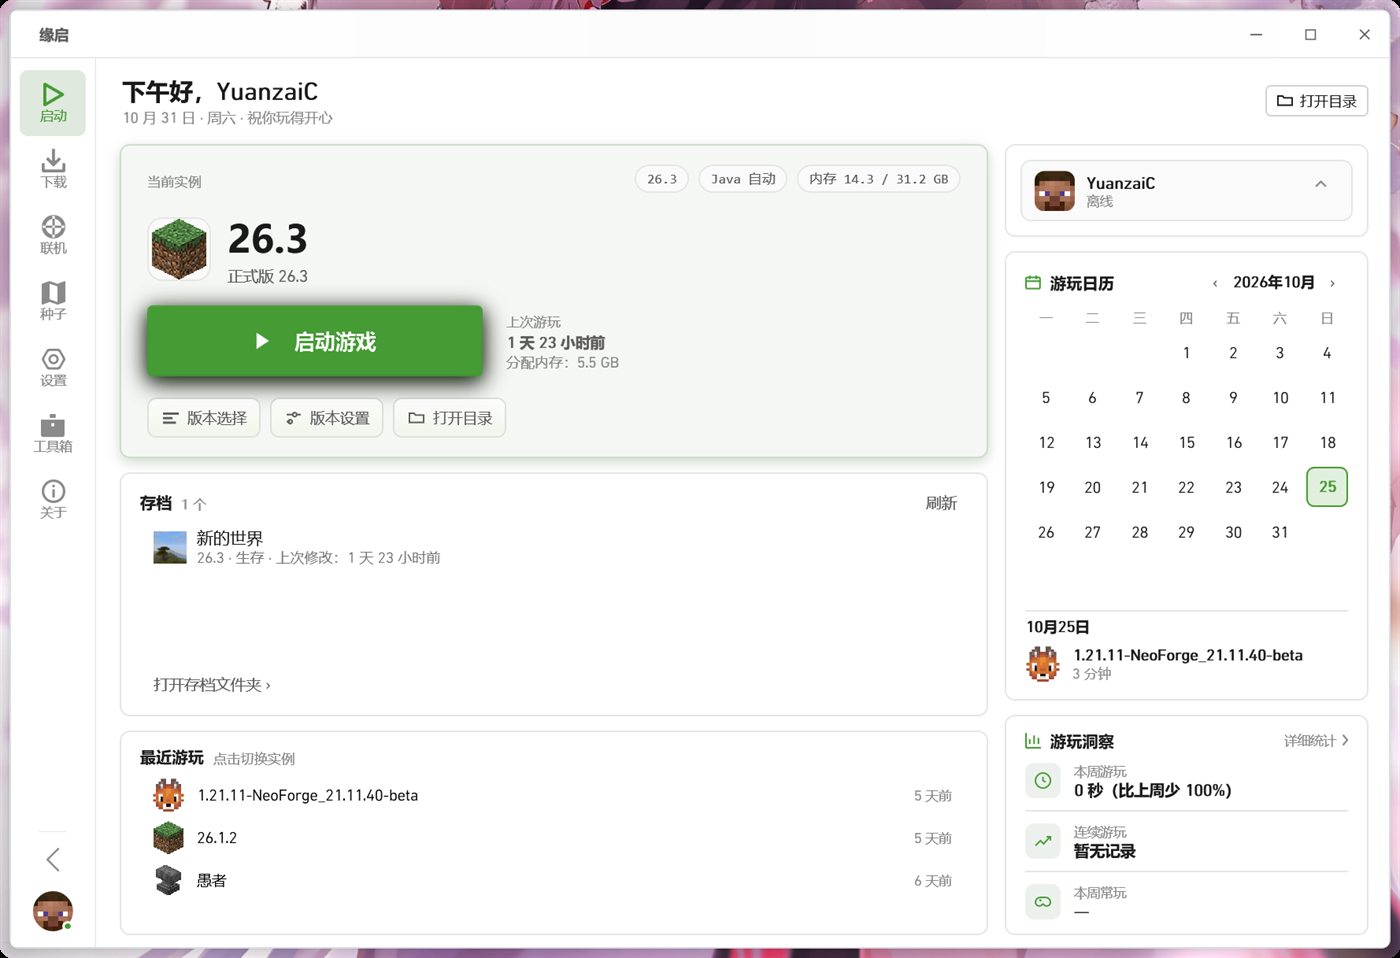 缘启
启动
下载
联机
种子
设置
工具箱
关于
下午好，YuanzaiC
10 月 31 日 · 周六 · 祝你玩得开心
打开目录
当前实例
26.3
Java 自动
内存 14.3 / 31.2 GB
26.3
正式版 26.3
启动游戏
上次游玩
1 天 23 小时前
分配内存：5.5 GB
版本选择
版本设置
打开目录
存档 1 个
刷新
新的世界
26.3 · 生存 · 上次修改：1 天 23 小时前
打开存档文件夹 ›
最近游玩 点击切换实例
1.21.11-NeoForge_21.11.40-beta
5 天前
26.1.2
5 天前
愚者
6 天前
YuanzaiC
离线
游玩日历
‹ 2026年10月 ›
一 二 三 四 五 六 日
1 2 3 4
5 6 7 8 9 10 11
12 13 14 15 16 17 18
19 20 21 22 23 24 25
26 27 28 29 30 31
10月25日
1.21.11-NeoForge_21.11.40-beta
3 分钟
游玩洞察
详细统计
本周游玩
0 秒（比上周少 100%）
连续游玩
暂无记录
本周常玩
—